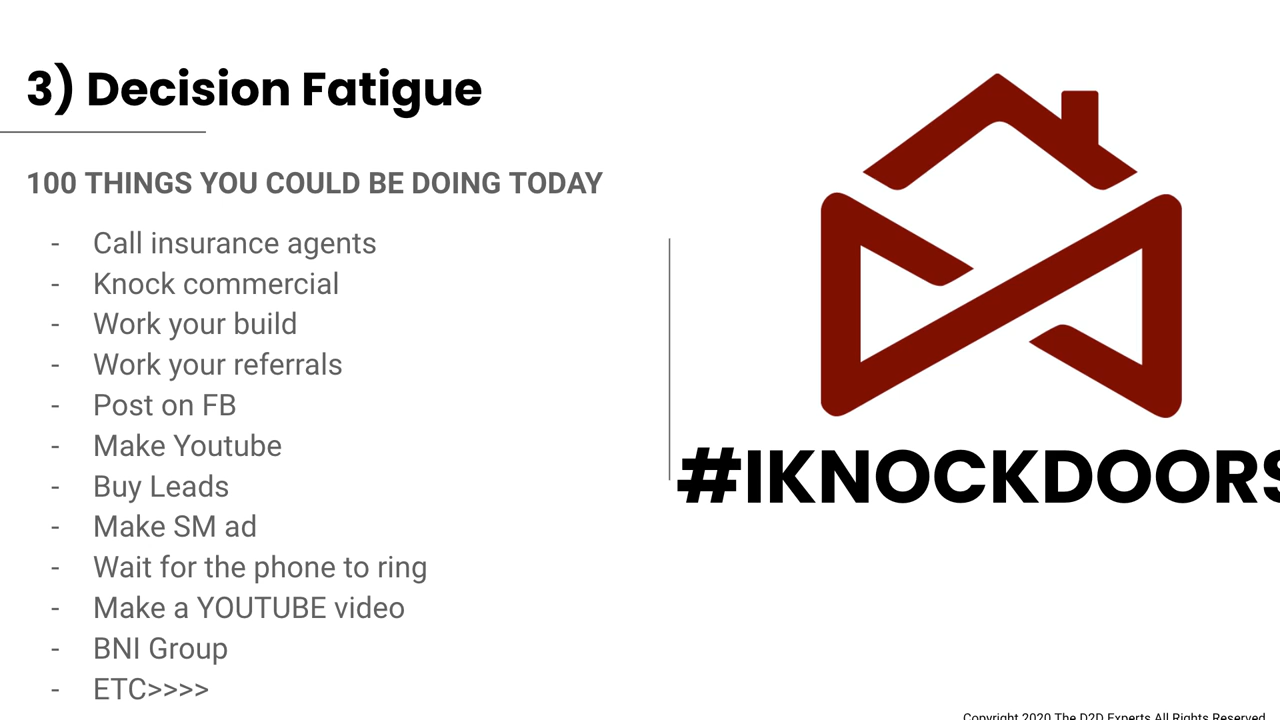 3) Decision Fatigue
100 THINGS YOU COULD BE DOING TODAY
- Call insurance agents
- Knock commercial
- Work your build
- Work your referrals
- Post on FB
- Make Youtube
- Buy Leads
- Make SM ad
- Wait for the phone to ring
- Make a YOUTUBE video
- BNI Group
- ETC>>>>
#IKNOCKDOORS
Copyright 2020 The D2D Experts All Rights Reserved